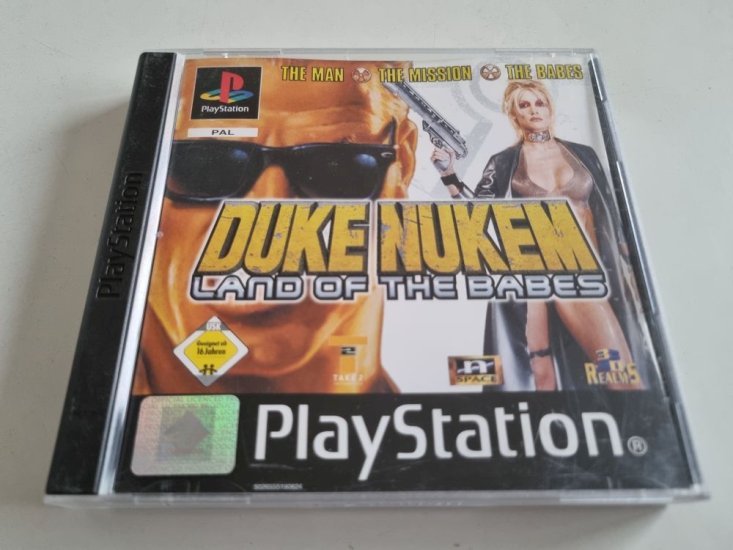 THE MAN THE MISSION THE BABES
PlayStation
PAL
PlayStation
DUKE NUKEM
LAND OF THE BABES
USK
Geeignet ab
16 Jahren
2
TAKE 2
n
SPACE
3D
REALMS
PlayStation®